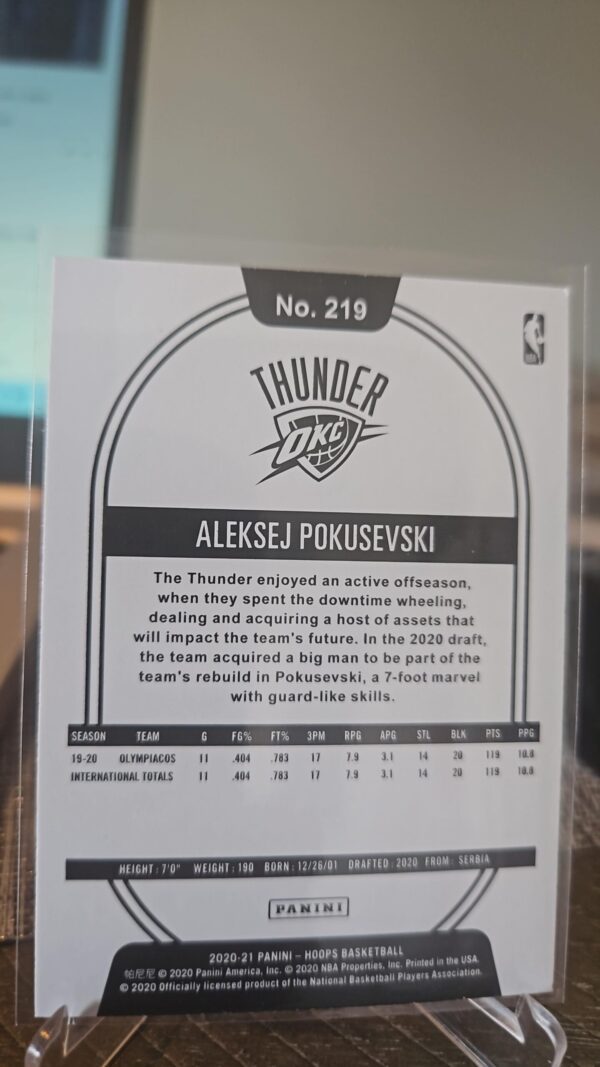 No. 219
THUNDER
OKC
ALEKSEJ POKUSEVSKI
The Thunder enjoyed an active offseason,
when they spent the downtime wheeling,
dealing and acquiring a host of assets that
will impact the team's future. In the 2020 draft,
the team acquired a big man to be part of the
team's rebuild in Pokusevski, a 7-foot marvel
with guard-like skills.
SEASON TEAM G FG% FT% 3PM RPG APG STL BLK PTS PPG
19-20 OLYMPIACOS 11 .404 .783 17 7.9 3.1 14 20 119 10.8
INTERNATIONAL TOTALS 11 .404 .783 17 7.9 3.1 14 20 119 10.8
HEIGHT: 7'0" WEIGHT: 190 BORN: 12/26/01 DRAFTED: 2020 FROM: SERBIA
PANINI
2020-21 PANINI – HOOPS BASKETBALL
帕尼尼 © 2020 Panini America, Inc. © 2020 NBA Properties, Inc. Printed in the USA.
© 2020 Officially licensed product of the National Basketball Players Association.